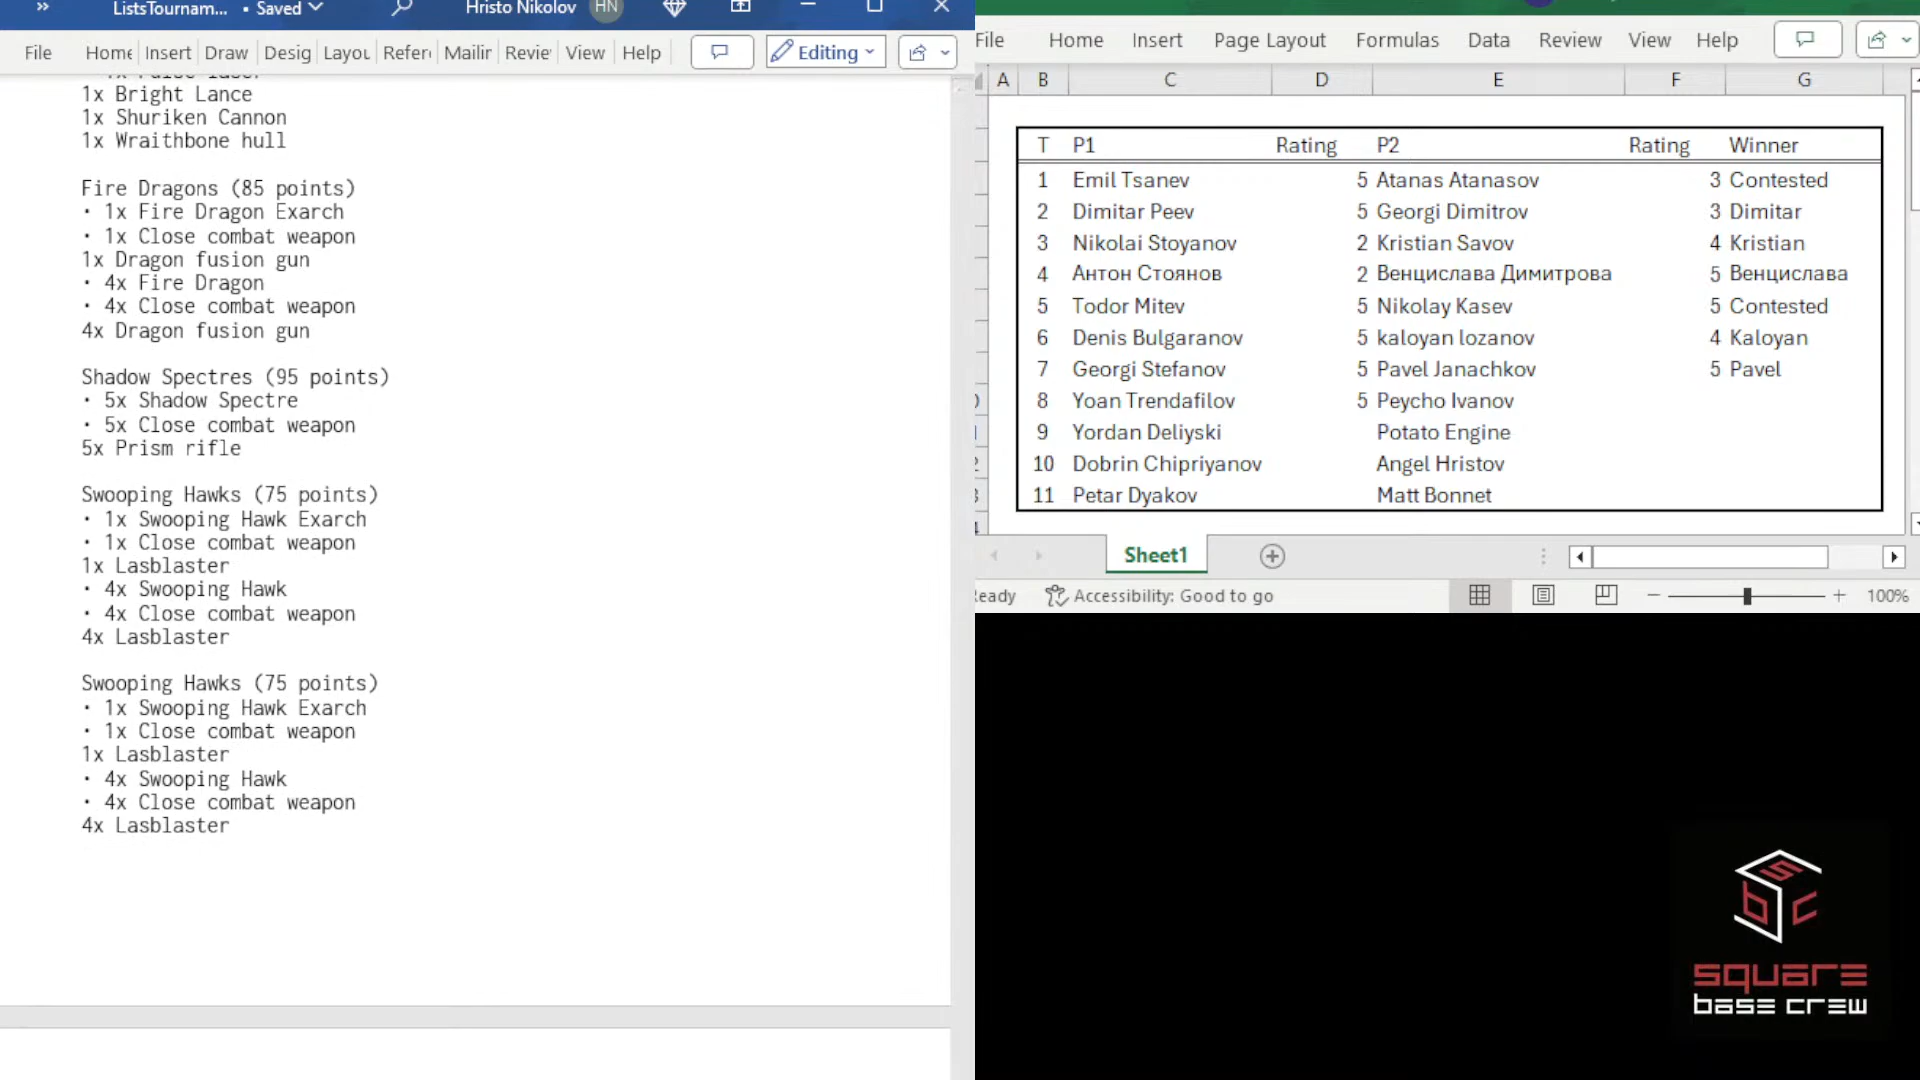 ListsTournam... • Saved
Hristo Nikolov HN
File Home Insert Draw Desig Layou Refer Mailin Revie View Help Editing
1x Bright Lance
1x Shuriken Cannon
1x Wraithbone hull
Fire Dragons (85 points)
• 1x Fire Dragon Exarch
• 1x Close combat weapon
1x Dragon fusion gun
• 4x Fire Dragon
• 4x Close combat weapon
4x Dragon fusion gun
Shadow Spectres (95 points)
• 5x Shadow Spectre
• 5x Close combat weapon
5x Prism rifle
Swooping Hawks (75 points)
• 1x Swooping Hawk Exarch
• 1x Close combat weapon
1x Lasblaster
• 4x Swooping Hawk
• 4x Close combat weapon
4x Lasblaster
Swooping Hawks (75 points)
• 1x Swooping Hawk Exarch
• 1x Close combat weapon
1x Lasblaster
• 4x Swooping Hawk
• 4x Close combat weapon
4x Lasblaster
File Home Insert Page Layout Formulas Data Review View Help
A B C D E F G
T P1 Rating P2 Rating Winner
1 Emil Tsanev 5 Atanas Atanasov 3 Contested
2 Dimitar Peev 5 Georgi Dimitrov 3 Dimitar
3 Nikolai Stoyanov 2 Kristian Savov 4 Kristian
4 Антон Стоянов 2 Венцислава Димитрова 5 Венцислава
5 Todor Mitev 5 Nikolay Kasev 5 Contested
6 Denis Bulgaranov 5 kaloyan lozanov 4 Kaloyan
7 Georgi Stefanov 5 Pavel Janachkov 5 Pavel
8 Yoan Trendafilov 5 Peycho Ivanov
9 Yordan Deliyski Potato Engine
10 Dobrin Chipriyanov Angel Hristov
11 Petar Dyakov Matt Bonnet
Sheet1
eady Accessibility: Good to go 100%
sbc
square
base crew